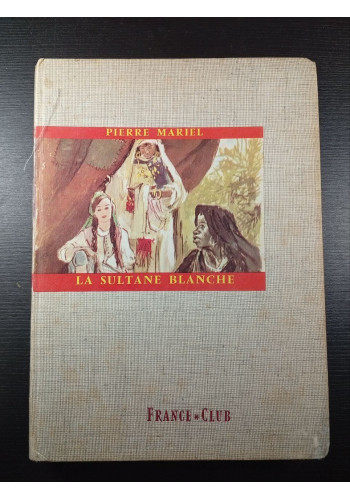 PIERRE MARIEL
LA SULTANE BLANCHE
FRANCE-CLUB